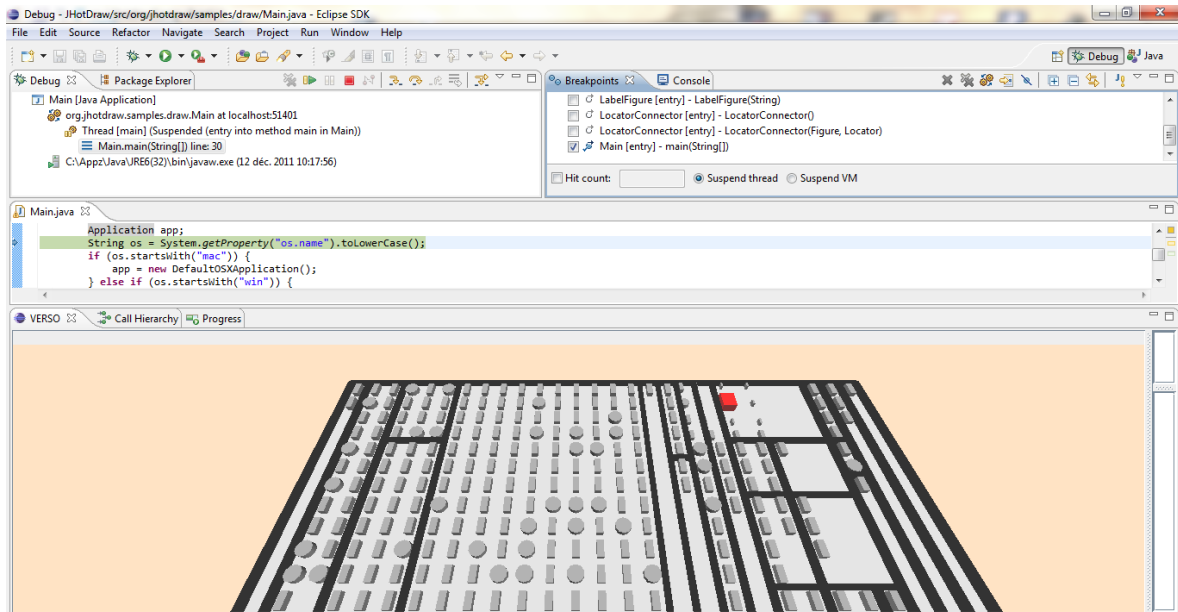 Debug - JHotDraw/src/org/jhotdraw/samples/draw/Main.java - Eclipse SDK
File Edit Source Refactor Navigate Search Project Run Window Help
Debug Java
Debug Package Explorer
Main [Java Application]
org.jhotdraw.samples.draw.Main at localhost:51401
Thread [main] (Suspended (entry into method main in Main))
Main.main(String[]) line: 30
C:\Appz\Java\JRE6(32)\bin\javaw.exe (12 déc. 2011 10:17:56)
Breakpoints Console
LabelFigure [entry] - LabelFigure(String)
LocatorConnector [entry] - LocatorConnector()
LocatorConnector [entry] - LocatorConnector(Figure, Locator)
Main [entry] - main(String[])
Hit count: Suspend thread Suspend VM
Main.java
Application app;
String os = System.getProperty("os.name").toLowerCase();
if (os.startsWith("mac")) {
app = new DefaultOSXApplication();
} else if (os.startsWith("win")) {
VERSO Call Hierarchy Progress